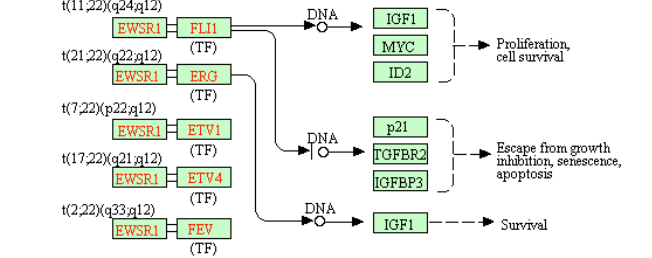 t(11;22)(q24;q12)
EWSR1 FLI1
(TF)
DNA
IGF1
MYC
ID2
Proliferation,
cell survival
t(21;22)(q22;q12)
EWSR1 ERG
(TF)
t(7;22)(p22;q12)
EWSR1 ETV1
(TF)
DNA
p21
TGFBR2
IGFBP3
Escape from growth
inhibition, senescence,
apoptosis
t(17;22)(q21;q12)
EWSR1 ETV4
(TF)
t(2;22)(q33;q12)
EWSR1 FEV
(TF)
DNA
IGF1
Survival